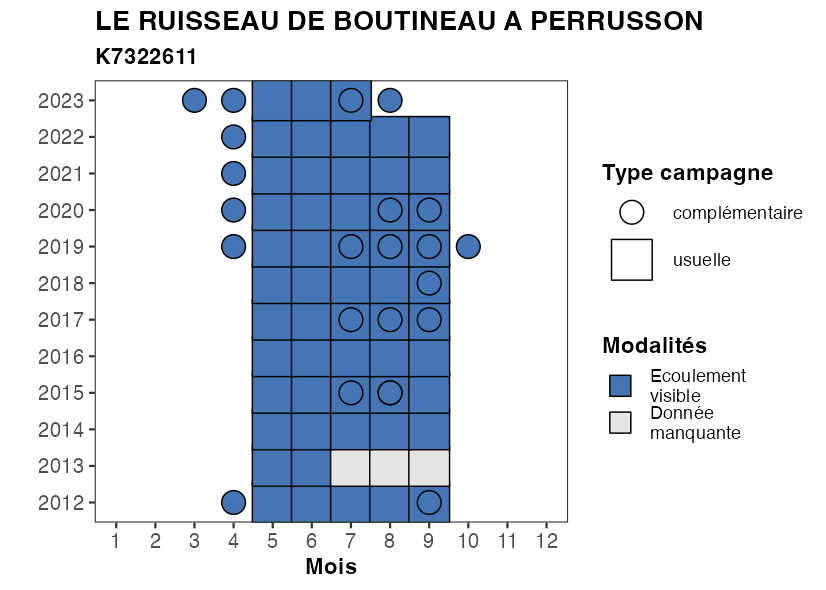 LE RUISSEAU DE BOUTINEAU A PERRUSSON
K7322611
2023
2022
2021
2020
2019
2018
2017
2016
2015
2014
2013
2012
1 2 3 4 5 6 7 8 9 10 11 12
Mois
Type campagne
complémentaire
usuelle
Modalités
Ecoulement
visible
Donnée
manquante